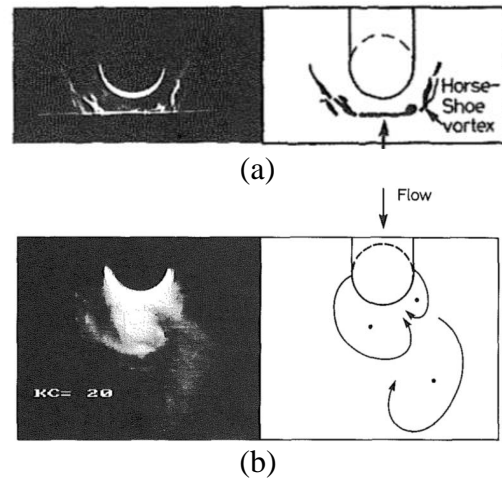 Horse-
Shoe
vortex
(a)
Flow
KC= 20
(b)